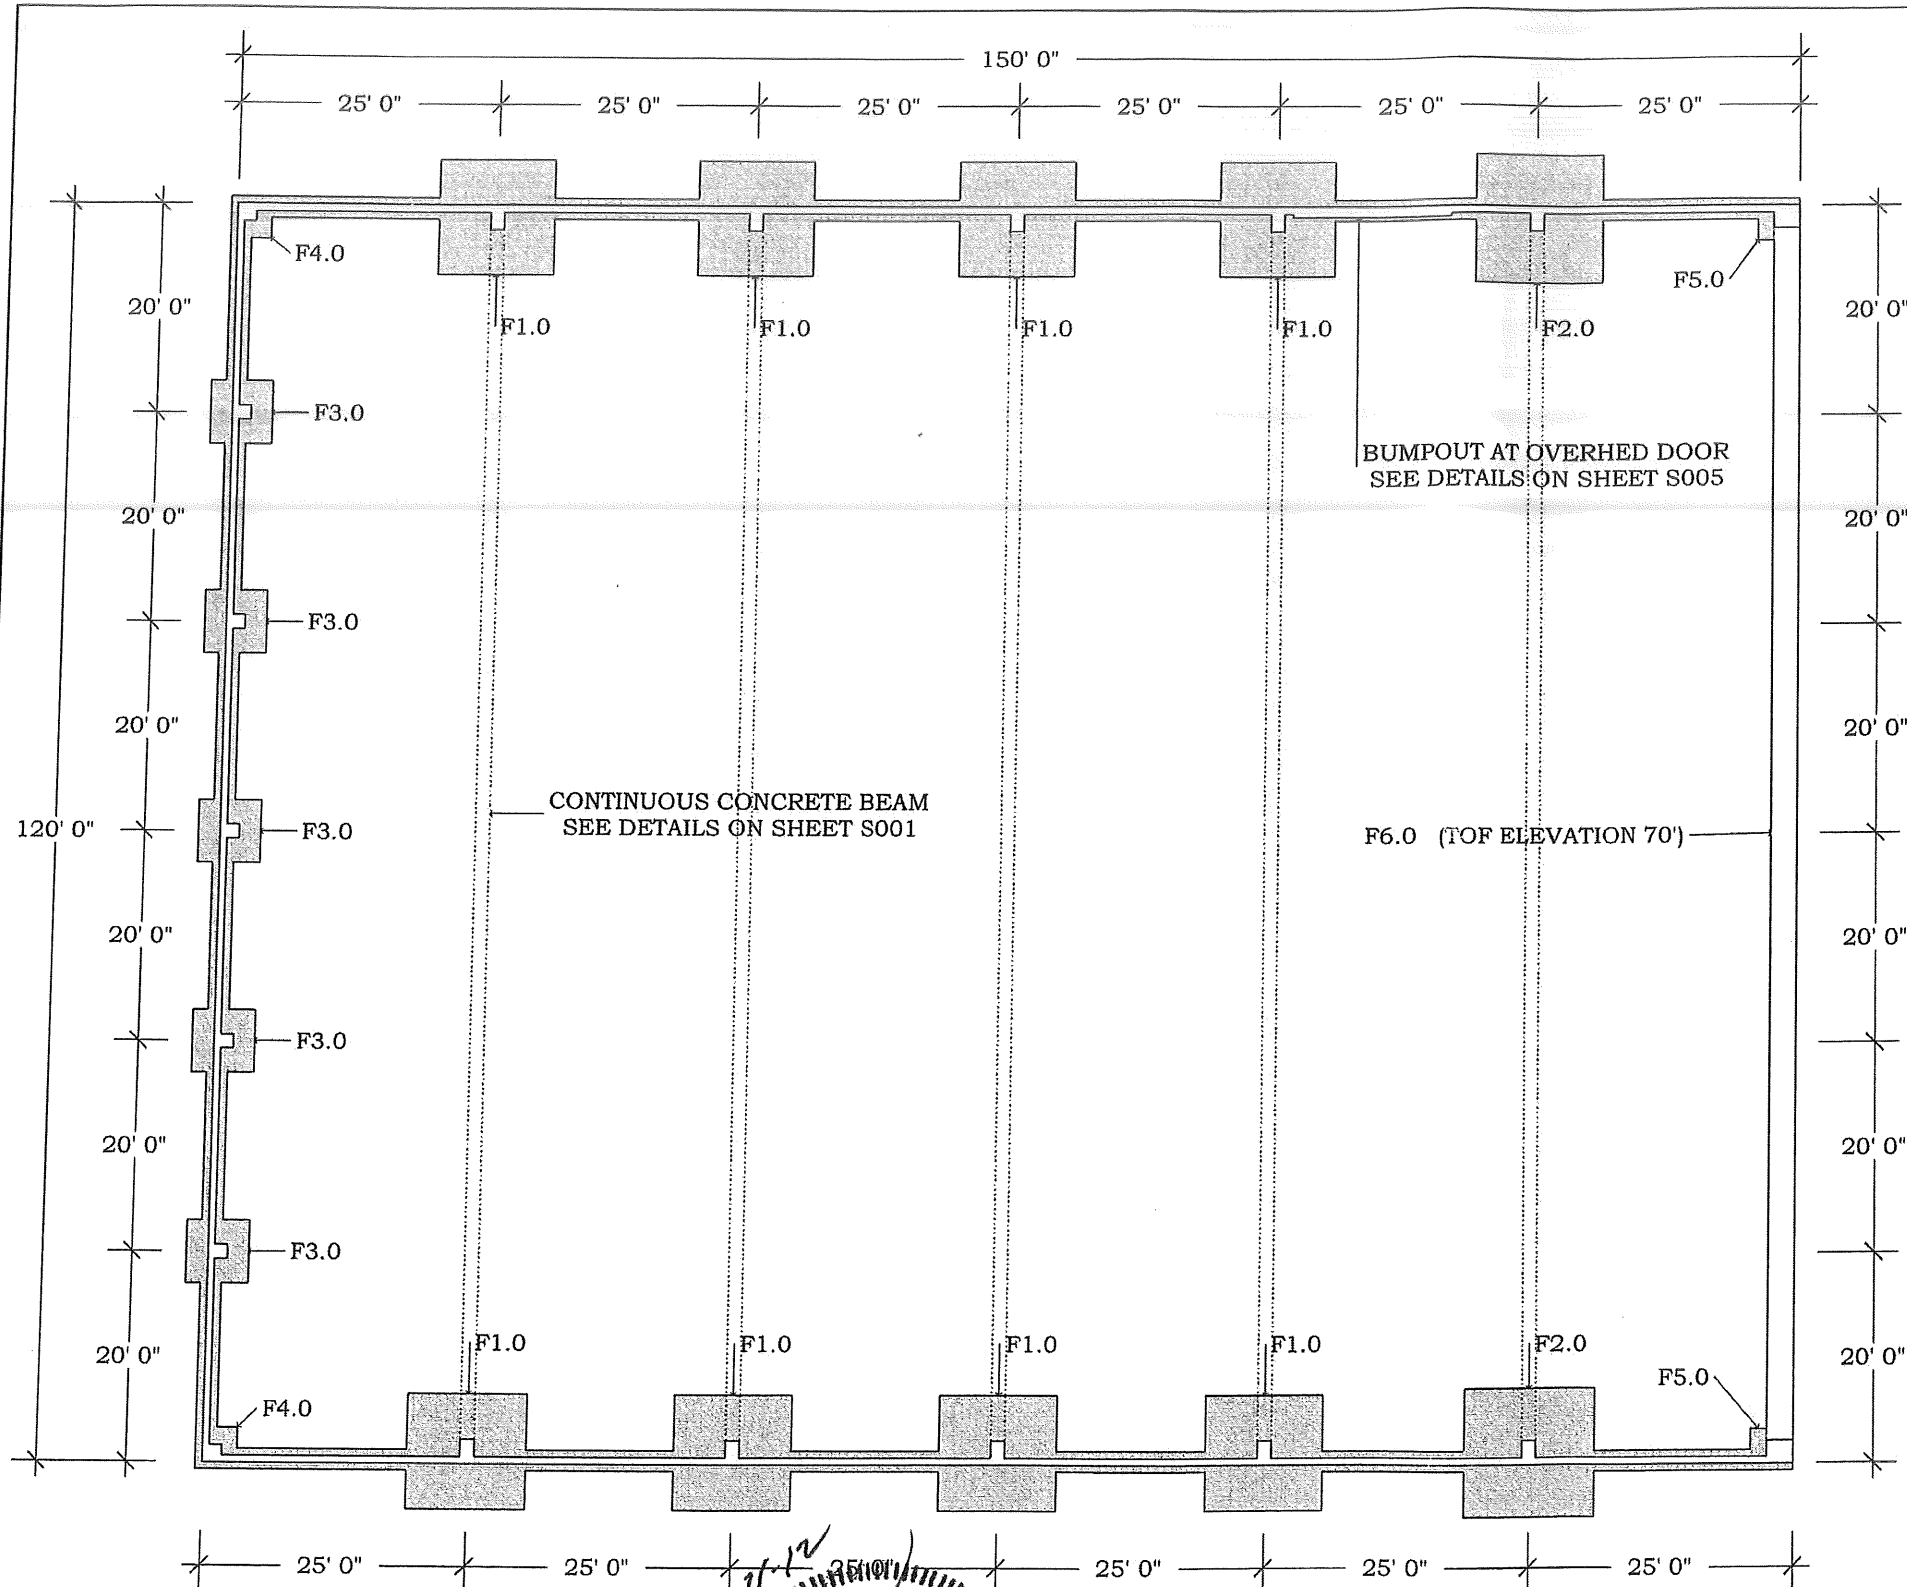 150' 0"
25' 0" 25' 0" 25' 0" 25' 0" 25' 0" 25' 0"
F4.0
F5.0
20' 0"
20' 0"
F1.0 F1.0 F1.0 F1.0 F2.0
F3.0
BUMPOUT AT OVERHED DOOR
SEE DETAILS ON SHEET S005
20' 0"
20' 0"
F3.0
20' 0"
20' 0"
CONTINUOUS CONCRETE BEAM
SEE DETAILS ON SHEET S001
120' 0"
F3.0
F6.0 (TOF ELEVATION 70')
20' 0"
20' 0"
F3.0
20' 0"
20' 0"
F3.0
F1.0 F1.0 F1.0 F1.0 F2.0
20' 0"
20' 0"
F5.0
F4.0
25' 0" 25' 0" 25' 0" 25' 0" 25' 0" 25' 0"